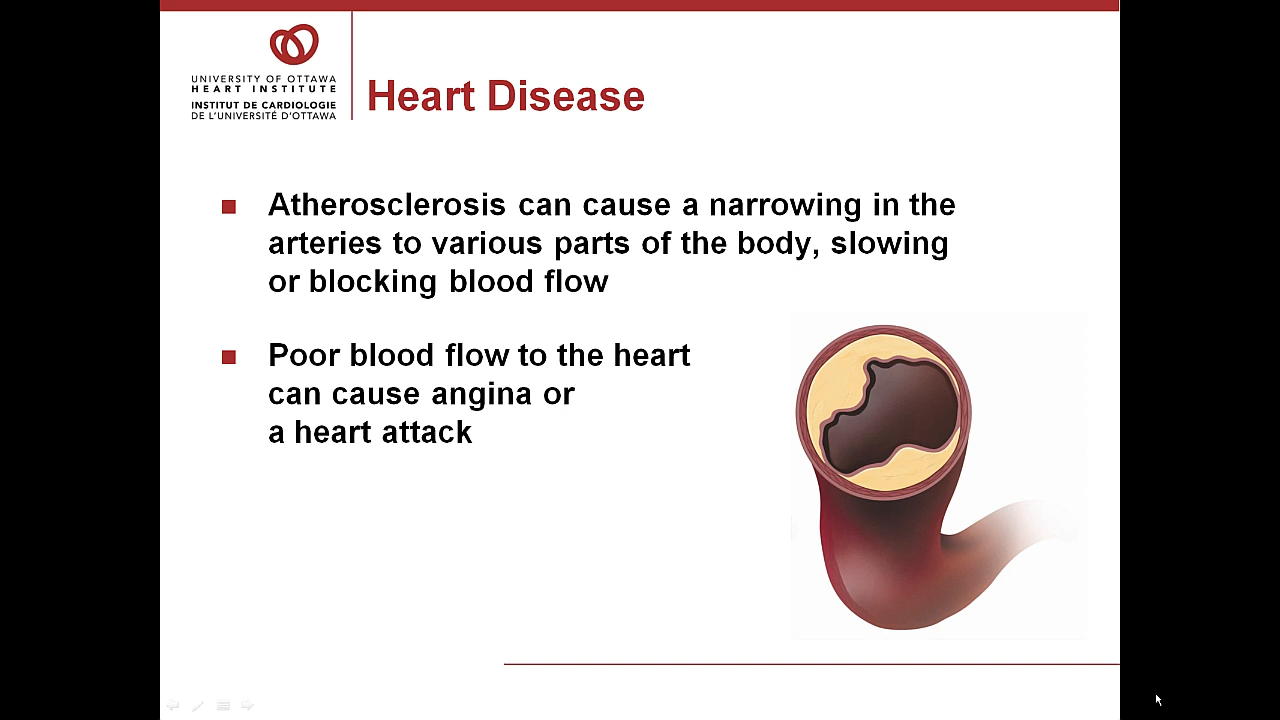 UNIVERSITY OF OTTAWA
HEART INSTITUTE
INSTITUT DE CARDIOLOGIE
DE L'UNIVERSITÉ D'OTTAWA
Heart Disease
Atherosclerosis can cause a narrowing in the
arteries to various parts of the body, slowing
or blocking blood flow
Poor blood flow to the heart
can cause angina or
a heart attack